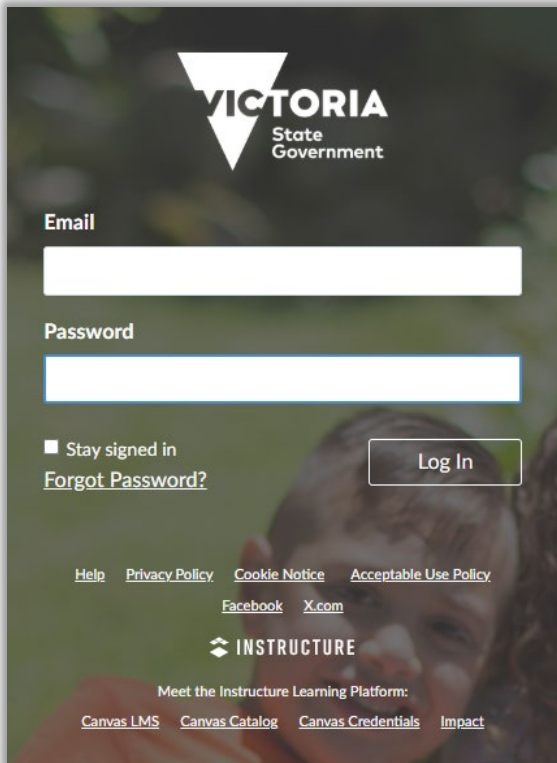 VICTORIA
State
Government
Email
Password
Stay signed in
Log In
Forgot Password?
Help Privacy Policy Cookie Notice Acceptable Use Policy
Facebook X.com
INSTRUCTURE
Meet the Instructure Learning Platform:
Canvas LMS Canvas Catalog Canvas Credentials Impact